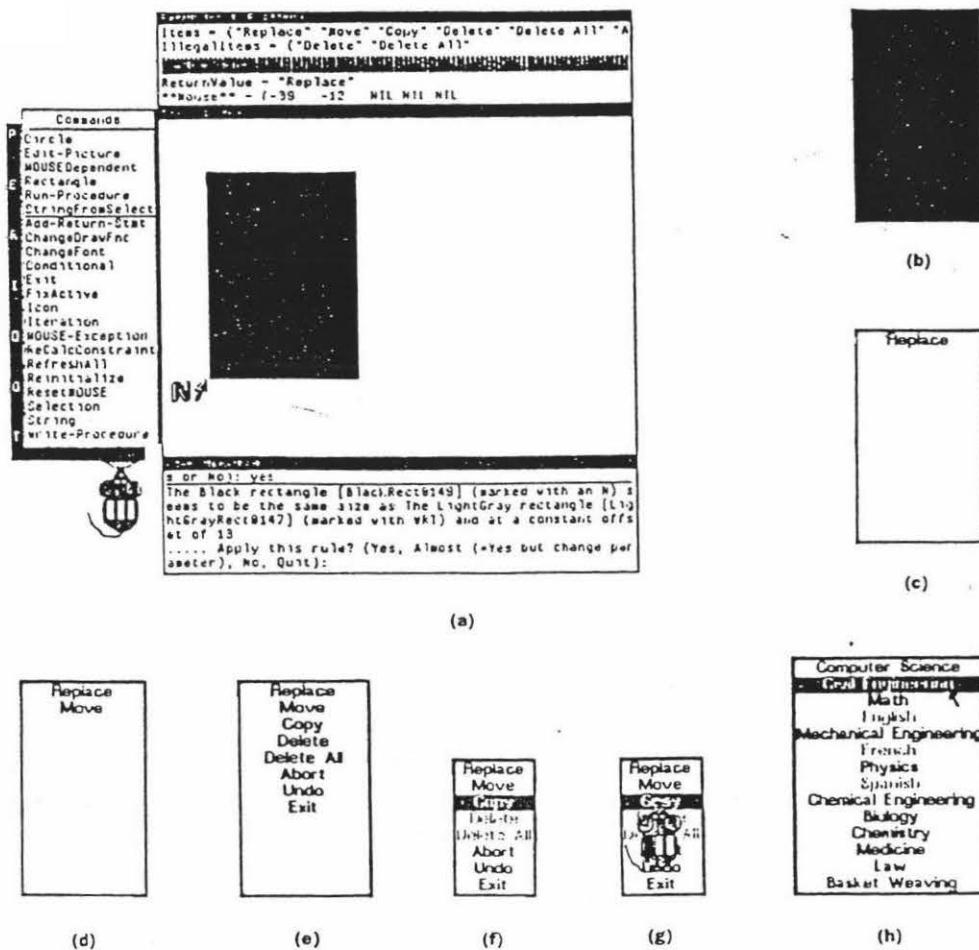 Items = ("Replace" "Move" "Copy" "Delete" "Delete All" "A
IllegalItems = ("Delete" "Delete All"
ReturnValue = "Replace"
**Mouse** = (-39 -12 NIL NIL NIL
Commands
Circle
Edit-Picture
MOUSEDependent
Rectangle
Run-Procedure
StringFromSelect
Add-Return-Stmt
ChangeDrawFnc
ChangeFont
Conditional
Exit
FixActive
Icon
Iteration
MOUSE-Exception
ReCalcConstraint
RefreshAll
Reinitialize
ResetMOUSE
Selection
String
Write-Procedure
P
E
R
I
D
O
T
N
s or No): yes
The Black rectangle [BlackRect0149] (marked with an N) s
eems to be the same size as The LightGray rectangle [Lig
htGrayRect0147] (marked with) and at a constant offs
et of 13
..... Apply this rule? (Yes, Almost (=Yes but change par
ameter), No, Quit):
(a)
(b)
Replace
(c)
Replace
Move
(d)
Replace
Move
Copy
Delete
Delete All
Abort
Undo
Exit
(e)
Replace
Move
Copy
Delete
Delete All
Abort
Undo
Exit
(f)
Replace
Move
Copy
All
Undo
Exit
(g)
Computer Science
Civil Engineering
Math
English
Mechanical Engineering
French
Physics
Spanish
Chemical Engineering
Biology
Chemistry
Medicine
Law
Basket Weaving
(h)